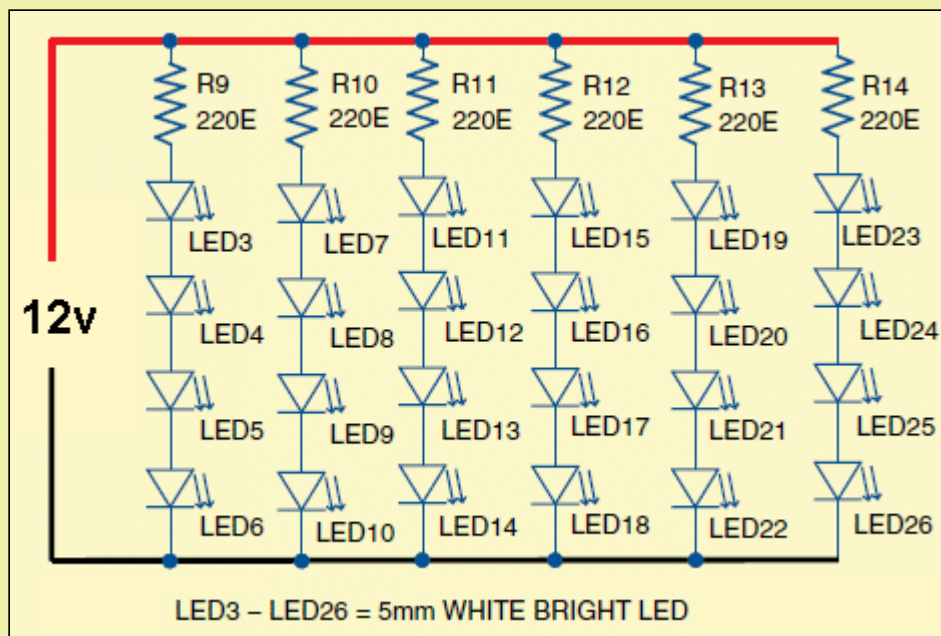 R9 R10 R11 R12 R13 R14
220E 220E 220E 220E 220E 220E
LED3 LED7 LED11 LED15 LED19 LED23
12v
LED4 LED8 LED12 LED16 LED20 LED24
LED5 LED9 LED13 LED17 LED21 LED25
LED6 LED10 LED14 LED18 LED22 LED26
LED3 – LED26 = 5mm WHITE BRIGHT LED